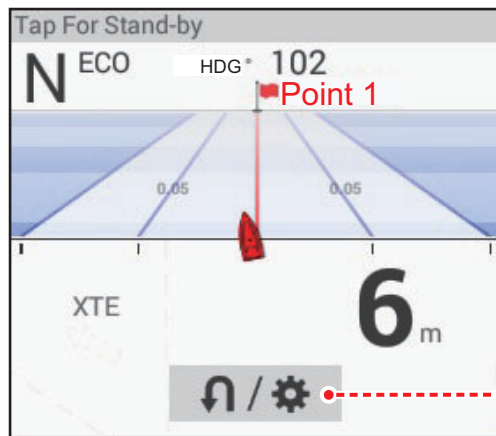 Tap For Stand-by
N ECO HDG° 102
Point 1
0.05 0.05
XTE 6 m
/